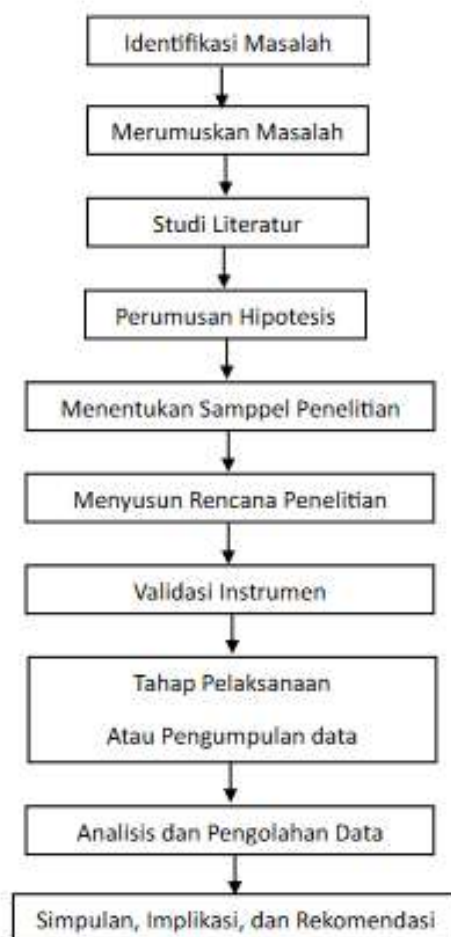 Identifikasi Masalah
Merumuskan Masalah
Studi Literatur
Perumusan Hipotesis
Menentukan Samppel Penelitian
Menyusun Rencana Penelitian
Validasi Instrumen
Tahap Pelaksanaan
Atau Pengumpulan data
Analisis dan Pengolahan Data
Simpulan, Implikasi, dan Rekomendasi